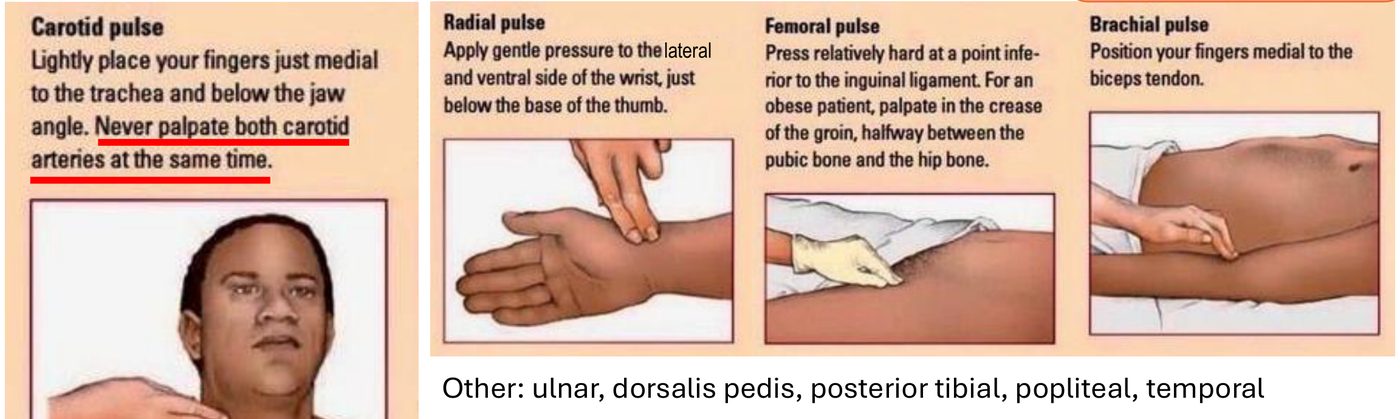 Carotid pulse
Lightly place your fingers just medial
to the trachea and below the jaw
angle. Never palpate both carotid
arteries at the same time.
Radial pulse
Apply gentle pressure to the lateral
and ventral side of the wrist, just
below the base of the thumb.
Femoral pulse
Press relatively hard at a point infe-
rior to the inguinal ligament. For an
obese patient, palpate in the crease
of the groin, halfway between the
pubic bone and the hip bone.
Brachial pulse
Position your fingers medial to the
biceps tendon.
Other: ulnar, dorsalis pedis, posterior tibial, popliteal, temporal